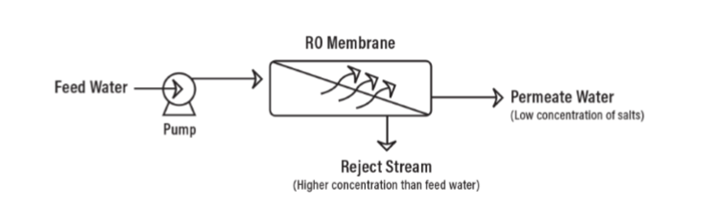 RO Membrane
Feed Water
Pump
Permeate Water
(Low concentration of salts)
Reject Stream
(Higher concentration than feed water)